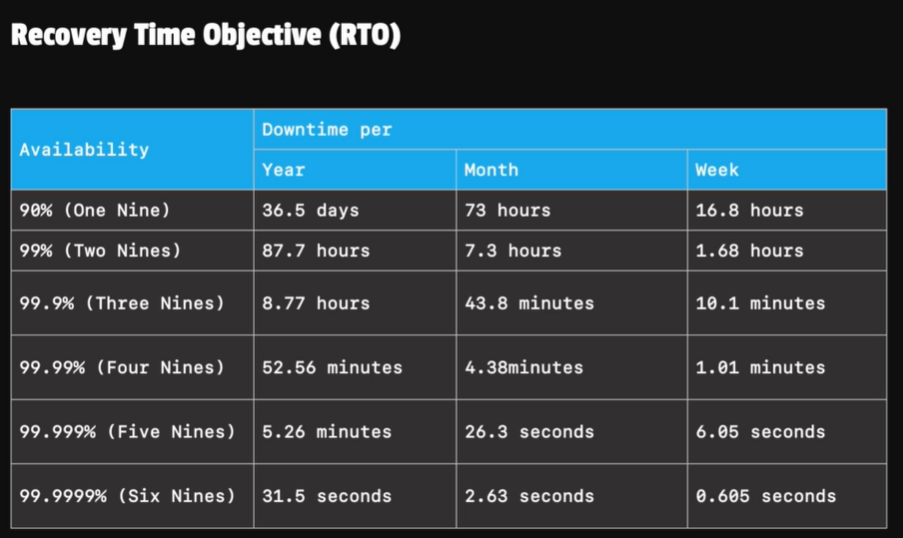 Recovery Time Objective (RTO)
Availability
Downtime per
Year Month Week
90% (One Nine) 36.5 days 73 hours 16.8 hours
99% (Two Nines) 87.7 hours 7.3 hours 1.68 hours
99.9% (Three Nines) 8.77 hours 43.8 minutes 10.1 minutes
99.99% (Four Nines) 52.56 minutes 4.38minutes 1.01 minutes
99.999% (Five Nines) 5.26 minutes 26.3 seconds 6.05 seconds
99.9999% (Six Nines) 31.5 seconds 2.63 seconds 0.605 seconds